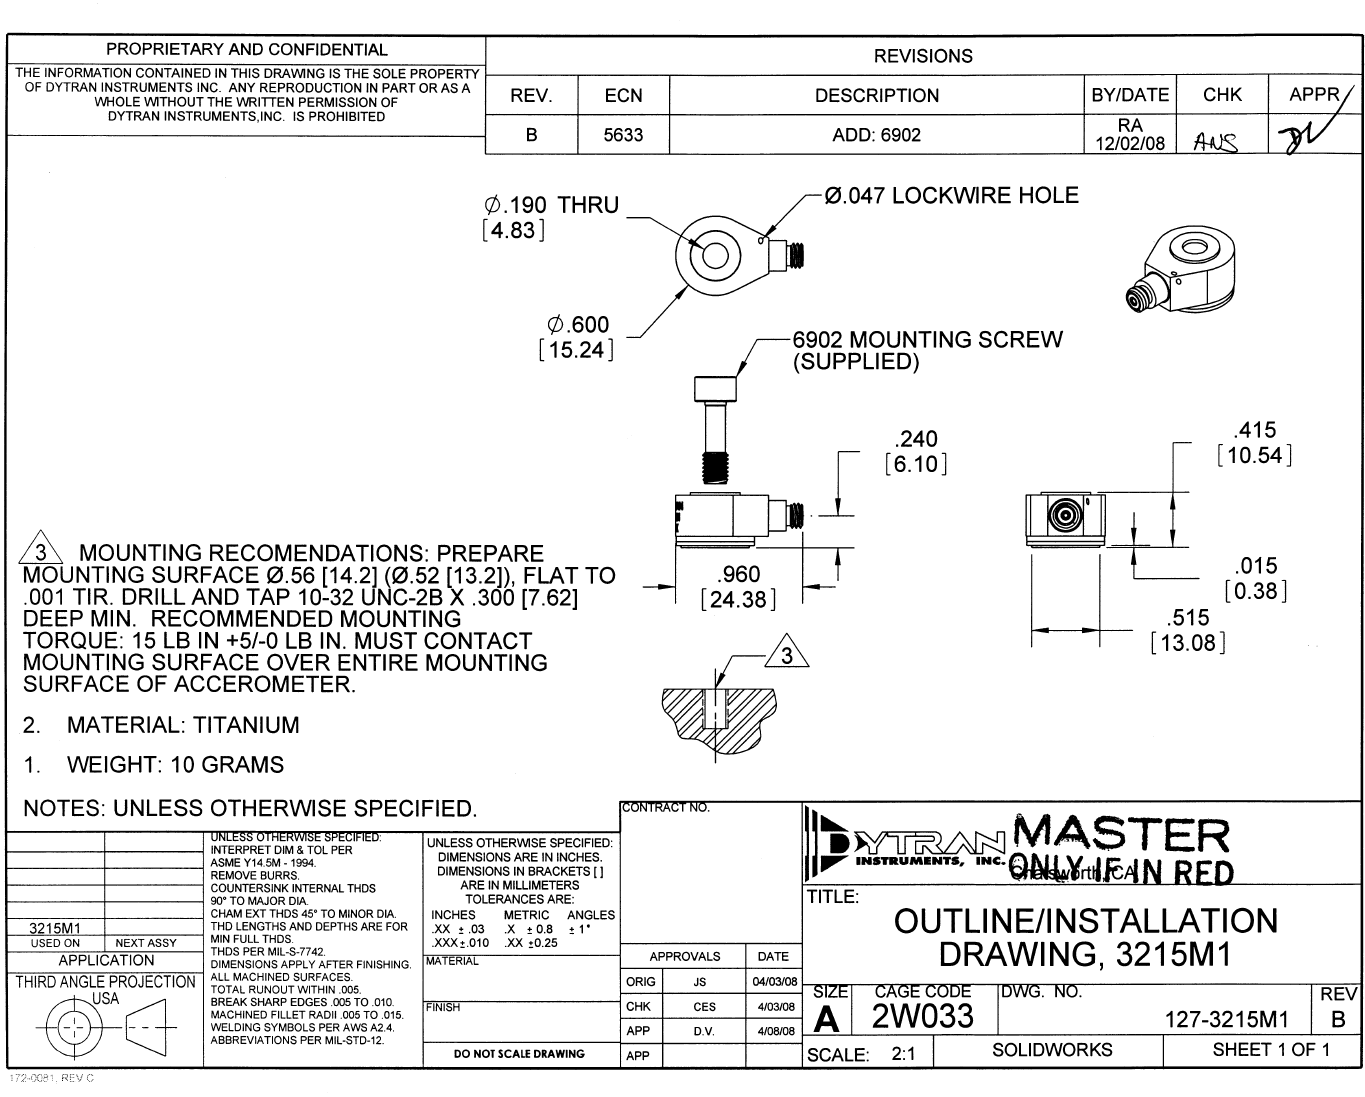 PROPRIETARY AND CONFIDENTIAL
THE INFORMATION CONTAINED IN THIS DRAWING IS THE SOLE PROPERTY
OF DYTRAN INSTRUMENTS INC. ANY REPRODUCTION IN PART OR AS A
WHOLE WITHOUT THE WRITTEN PERMISSION OF
DYTRAN INSTRUMENTS,INC. IS PROHIBITED
REVISIONS
REV. ECN DESCRIPTION BY/DATE CHK APPR
B 5633 ADD: 6902 RA
12/02/08 ANS
Ø.190 THRU
[4.83]
Ø.047 LOCKWIRE HOLE
Ø.600
[15.24]
6902 MOUNTING SCREW
(SUPPLIED)
.240
[6.10]
.415
[10.54]
.960
[24.38]
.015
[0.38]
.515
[13.08]
3
3 MOUNTING RECOMENDATIONS: PREPARE
MOUNTING SURFACE Ø.56 [14.2] (Ø.52 [13.2]), FLAT TO
.001 TIR. DRILL AND TAP 10-32 UNC-2B X .300 [7.62]
DEEP MIN. RECOMMENDED MOUNTING
TORQUE: 15 LB IN +5/-0 LB IN. MUST CONTACT
MOUNTING SURFACE OVER ENTIRE MOUNTING
SURFACE OF ACCEROMETER.
2. MATERIAL: TITANIUM
1. WEIGHT: 10 GRAMS
NOTES: UNLESS OTHERWISE SPECIFIED.
3215M1
USED ON NEXT ASSY
APPLICATION
THIRD ANGLE PROJECTION
USA
UNLESS OTHERWISE SPECIFIED:
INTERPRET DIM & TOL PER
ASME Y14.5M - 1994.
REMOVE BURRS.
COUNTERSINK INTERNAL THDS
90° TO MAJOR DIA.
CHAM EXT THDS 45° TO MINOR DIA.
THD LENGTHS AND DEPTHS ARE FOR
MIN FULL THDS.
THDS PER MIL-S-7742.
DIMENSIONS APPLY AFTER FINISHING.
ALL MACHINED SURFACES.
TOTAL RUNOUT WITHIN .005.
BREAK SHARP EDGES .005 TO .010.
MACHINED FILLET RADII .005 TO .015.
WELDING SYMBOLS PER AWS A2.4.
ABBREVIATIONS PER MIL-STD-12.
UNLESS OTHERWISE SPECIFIED:
DIMENSIONS ARE IN INCHES.
DIMENSIONS IN BRACKETS [ ]
ARE IN MILLIMETERS
TOLERANCES ARE:
INCHES METRIC ANGLES
.XX ± .03 .X ± 0.8 ± 1°
.XXX±.010 .XX ±0.25
MATERIAL
FINISH
DO NOT SCALE DRAWING
CONTRACT NO.
APPROVALS DATE
ORIG JS 04/03/08
CHK CES 4/03/08
APP D.V. 4/08/08
APP
DYTRAN
INSTRUMENTS, INC.
Chatsworth, CA
MASTER
ONLY IF IN RED
TITLE:
OUTLINE/INSTALLATION
DRAWING, 3215M1
SIZE CAGE CODE DWG. NO. REV
A 2W033 127-3215M1 B
SCALE: 2:1 SOLIDWORKS SHEET 1 OF 1
172-0081, REV C